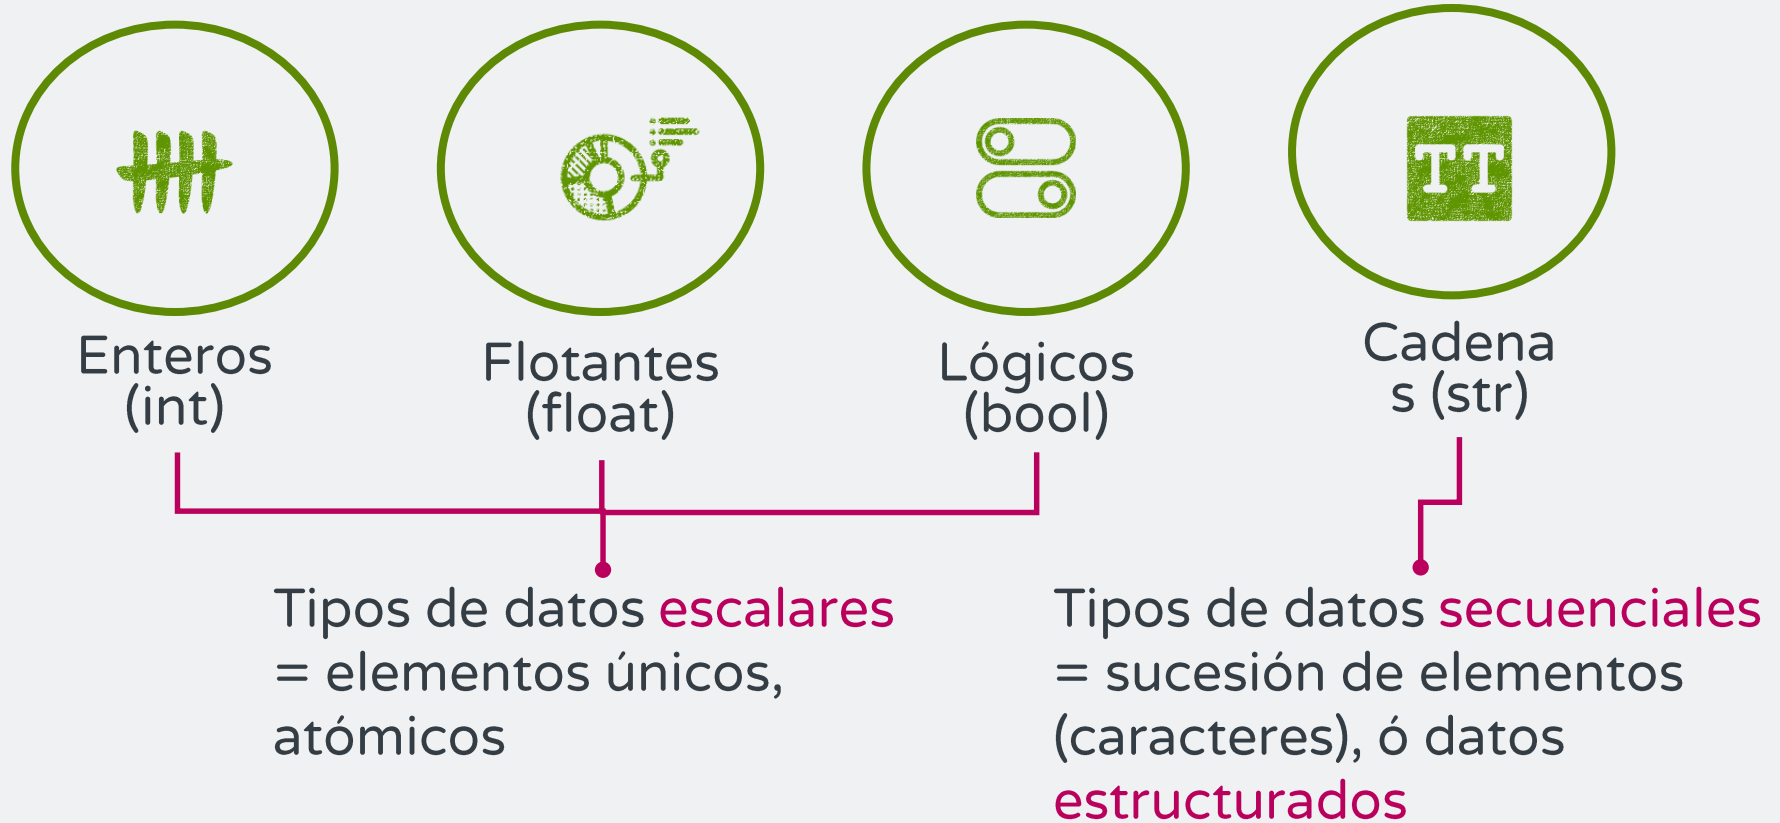 TT
Enteros
(int)
Flotantes
(float)
Lógicos
(bool)
Cadena
s (str)
Tipos de datos escalares
= elementos únicos,
atómicos
Tipos de datos secuenciales
= sucesión de elementos
(caracteres), ó datos
estructurados